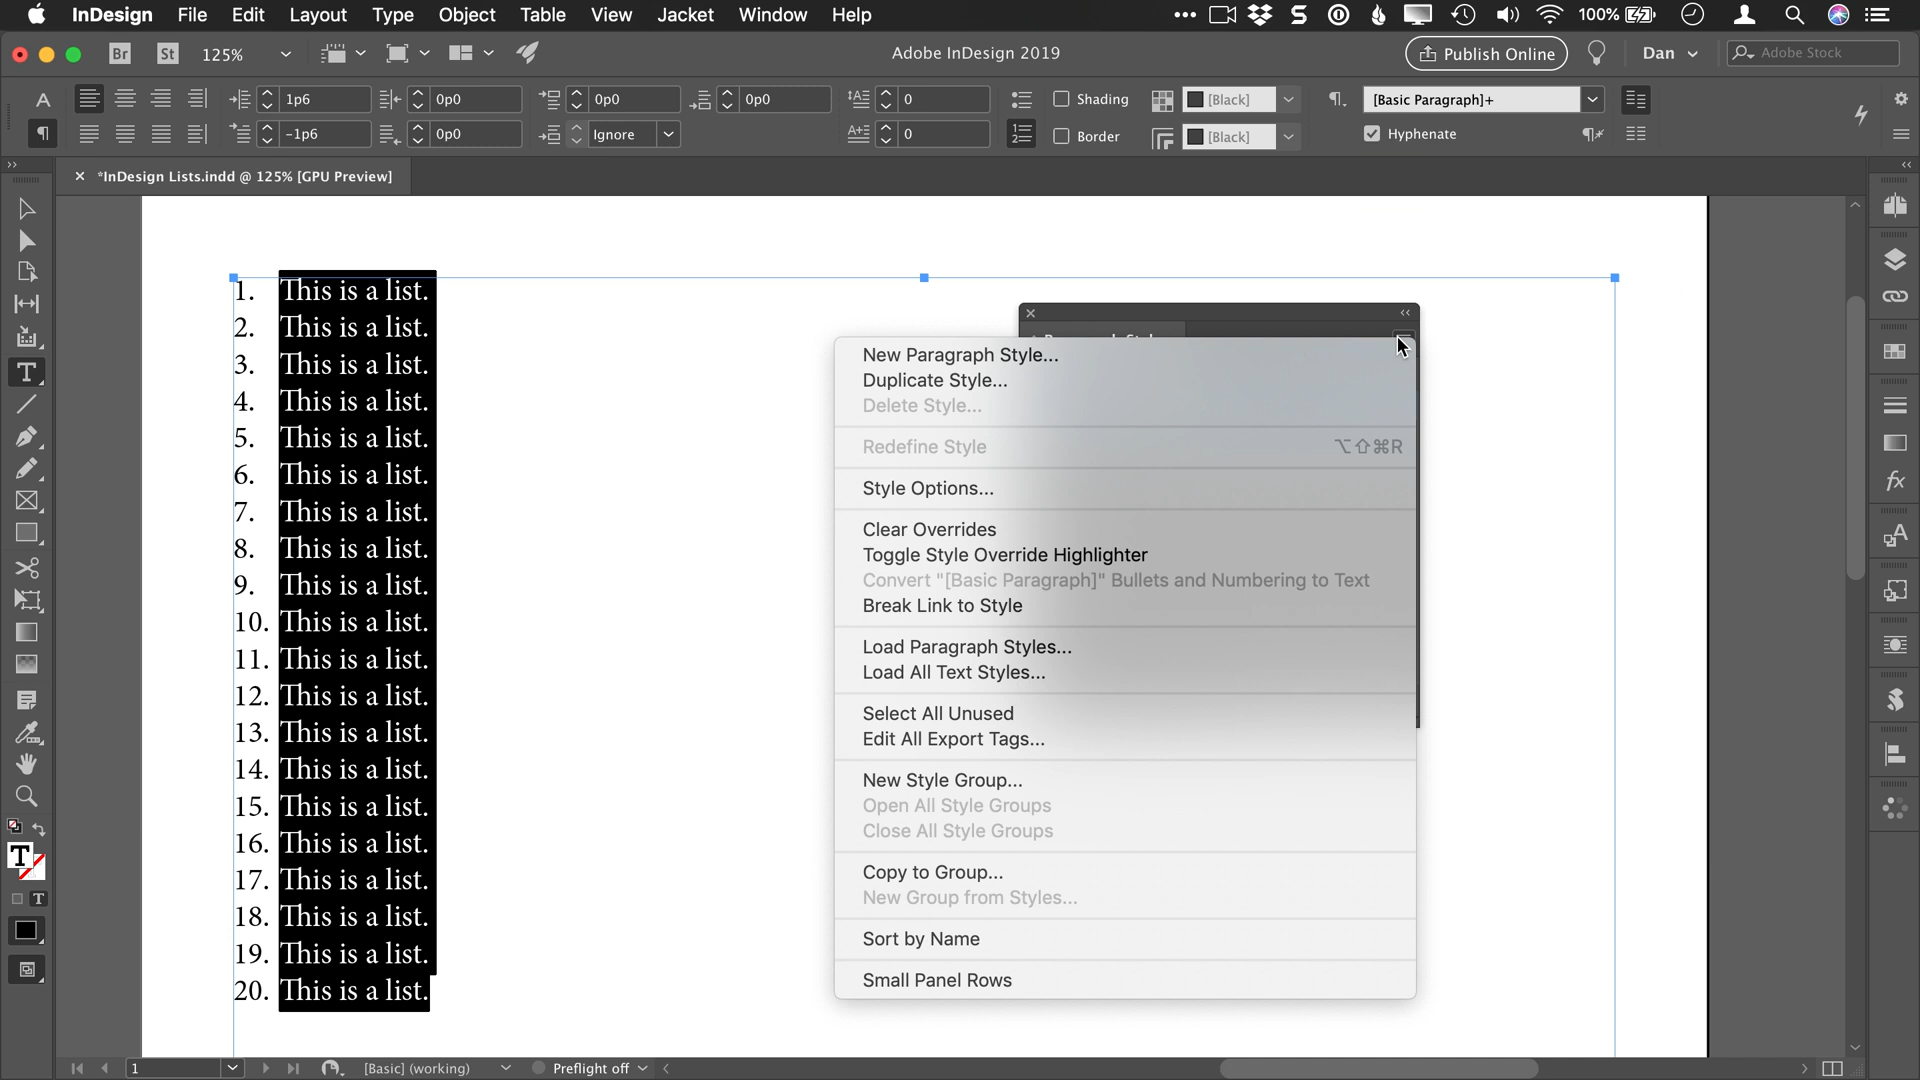 InDesign File Edit Layout Type Object Table View Jacket Window Help 100%
Br St 125% Adobe InDesign 2019 Publish Online Dan Adobe Stock
A 1p6 0p0 0p0 0p0 0 Shading [Black] [Basic Paragraph]+
¶ -1p6 0p0 Ignore 0 Border [Black] Hyphenate
*InDesign Lists.indd @ 125% [GPU Preview]
1. This is a list.
2. This is a list.
3. This is a list.
4. This is a list.
5. This is a list.
6. This is a list.
7. This is a list.
8. This is a list.
9. This is a list.
10. This is a list.
11. This is a list.
12. This is a list.
13. This is a list.
14. This is a list.
15. This is a list.
16. This is a list.
17. This is a list.
18. This is a list.
19. This is a list.
20. This is a list.
New Paragraph Style...
Duplicate Style...
Delete Style...
Redefine Style ⌥⇧⌘R
Style Options...
Clear Overrides
Toggle Style Override Highlighter
Convert "[Basic Paragraph]" Bullets and Numbering to Text
Break Link to Style
Load Paragraph Styles...
Load All Text Styles...
Select All Unused
Edit All Export Tags...
New Style Group...
Open All Style Groups
Close All Style Groups
Copy to Group...
New Group from Styles...
Sort by Name
Small Panel Rows
1 [Basic] (working) Preflight off